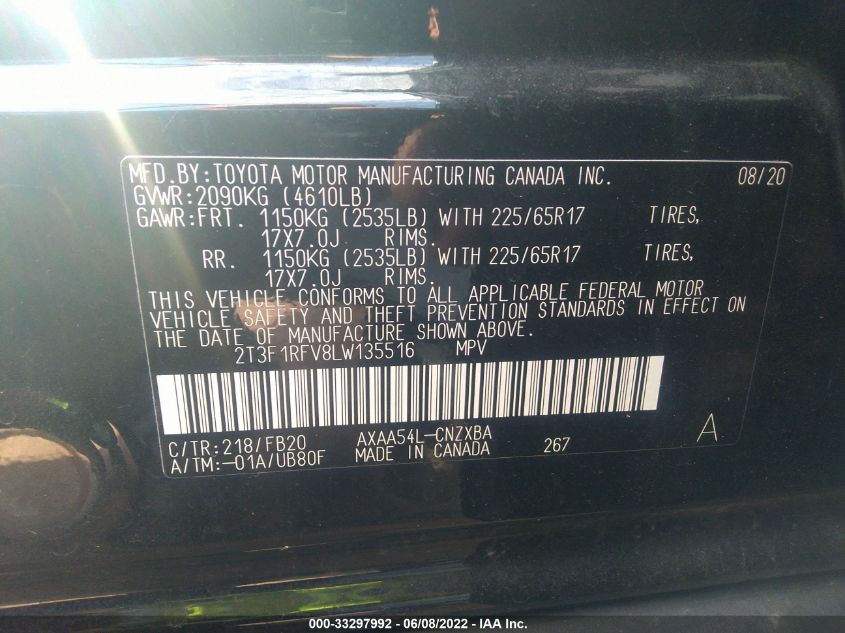 MFD.BY:TOYOTA MOTOR MANUFACTURING CANADA INC. 08/20
GVWR:2090KG (4610LB)
GAWR:FRT. 1150KG (2535LB) WITH 225/65R17 TIRES,
17X7.0J RIMS.
RR. 1150KG (2535LB) WITH 225/65R17 TIRES,
17X7.0J RIMS.
THIS VEHICLE CONFORMS TO ALL APPLICABLE FEDERAL MOTOR
VEHICLE SAFETY AND THEFT PREVENTION STANDARDS IN EFFECT ON
THE DATE OF MANUFACTURE SHOWN ABOVE.
2T3F1RFV8LW135516 MPV
C/TR:218/FB20 AXAA54L-CNZXBA A
A/TM:-01A/UB80F MADE IN CANADA 267
000-33297992 - 06/08/2022 - IAA Inc.